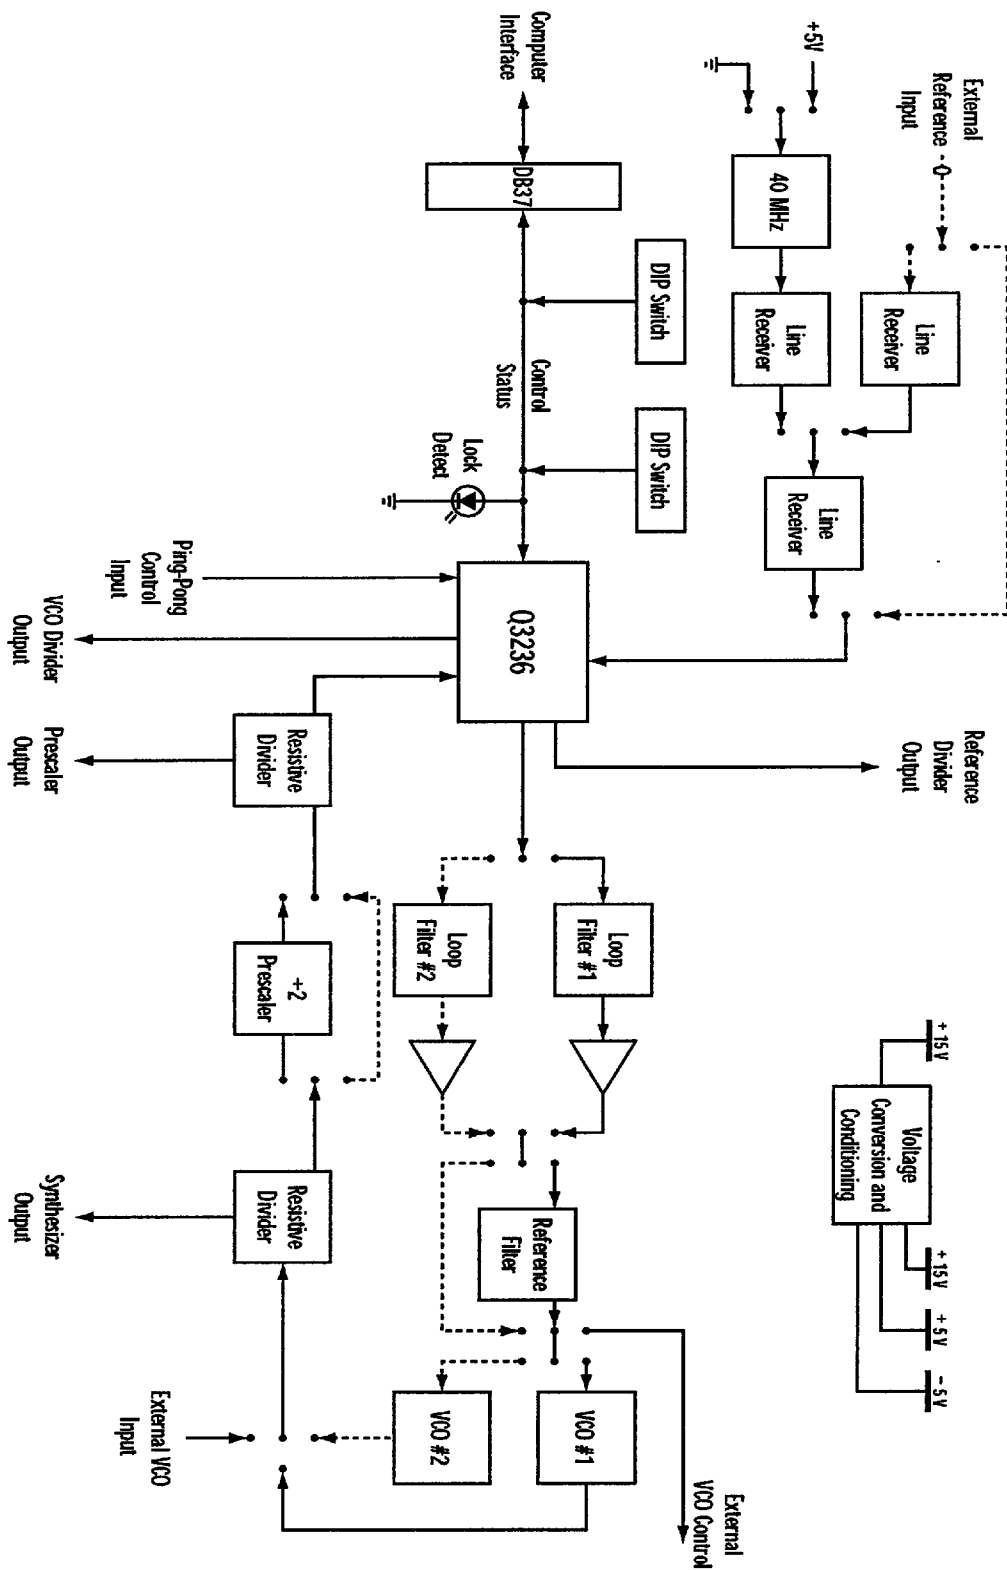 External
Reference
Input
+5V
40 MHz
Line
Receiver
Line
Receiver
Line
Receiver
Reference
Divider
Output
+ 15 V
Voltage
Conversion and
Conditioning
+ 15 V
+ 5 V
− 5 V
External
VCO Control
DIP Switch
DIP Switch
Computer
Interface
DB37
Control
Status
Lock
Detect
Q3236
Loop
Filter #1
Loop
Filter #2
Reference
Filter
VCO #1
VCO #2
Resistive
Divider
+2
Prescaler
Resistive
Divider
Ping-Pong
Control
Input
VCO Divider
Output
Prescaler
Output
Synthesizer
Output
External VCO
Input